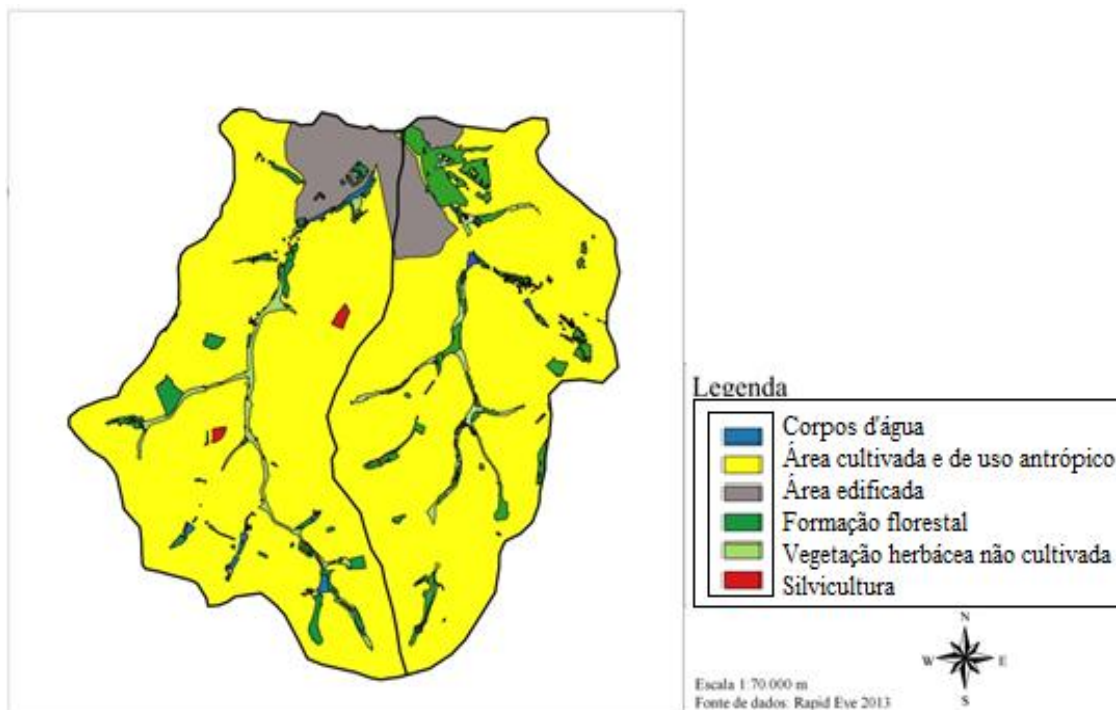 Legenda
Corpos d'água
Área cultivada e de uso antrópico
Área edificada
Formação florestal
Vegetação herbácea não cultivada
Silvicultura
N
W E
S
Escala 1:70.000 m
Fonte de dados: Rapid Eye 2013